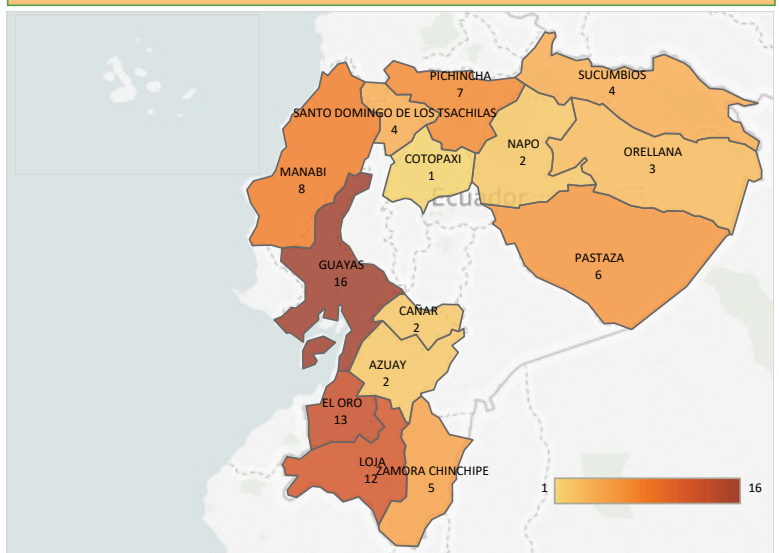 PICHINCHA
7
SUCUMBIOS
4
SANTO DOMINGO DE LOS TSACHILAS
4
NAPO
2
COTOPAXI
1
ORELLANA
3
MANABI
8
Ecuador
PASTAZA
6
GUAYAS
16
CAÑAR
2
AZUAY
2
EL ORO
13
LOJA
12
ZAMORA CHINCHIPE
5
1 16